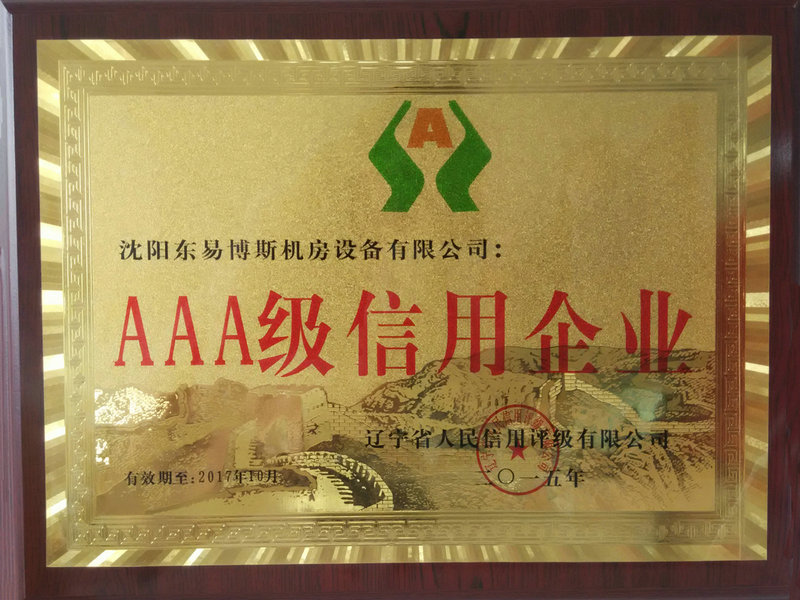 A
沈阳东易博斯机房设备有限公司：
AAA级信用企业
辽宁省人民信用评级有限公司
有效期至:2017年10月
二〇一五年